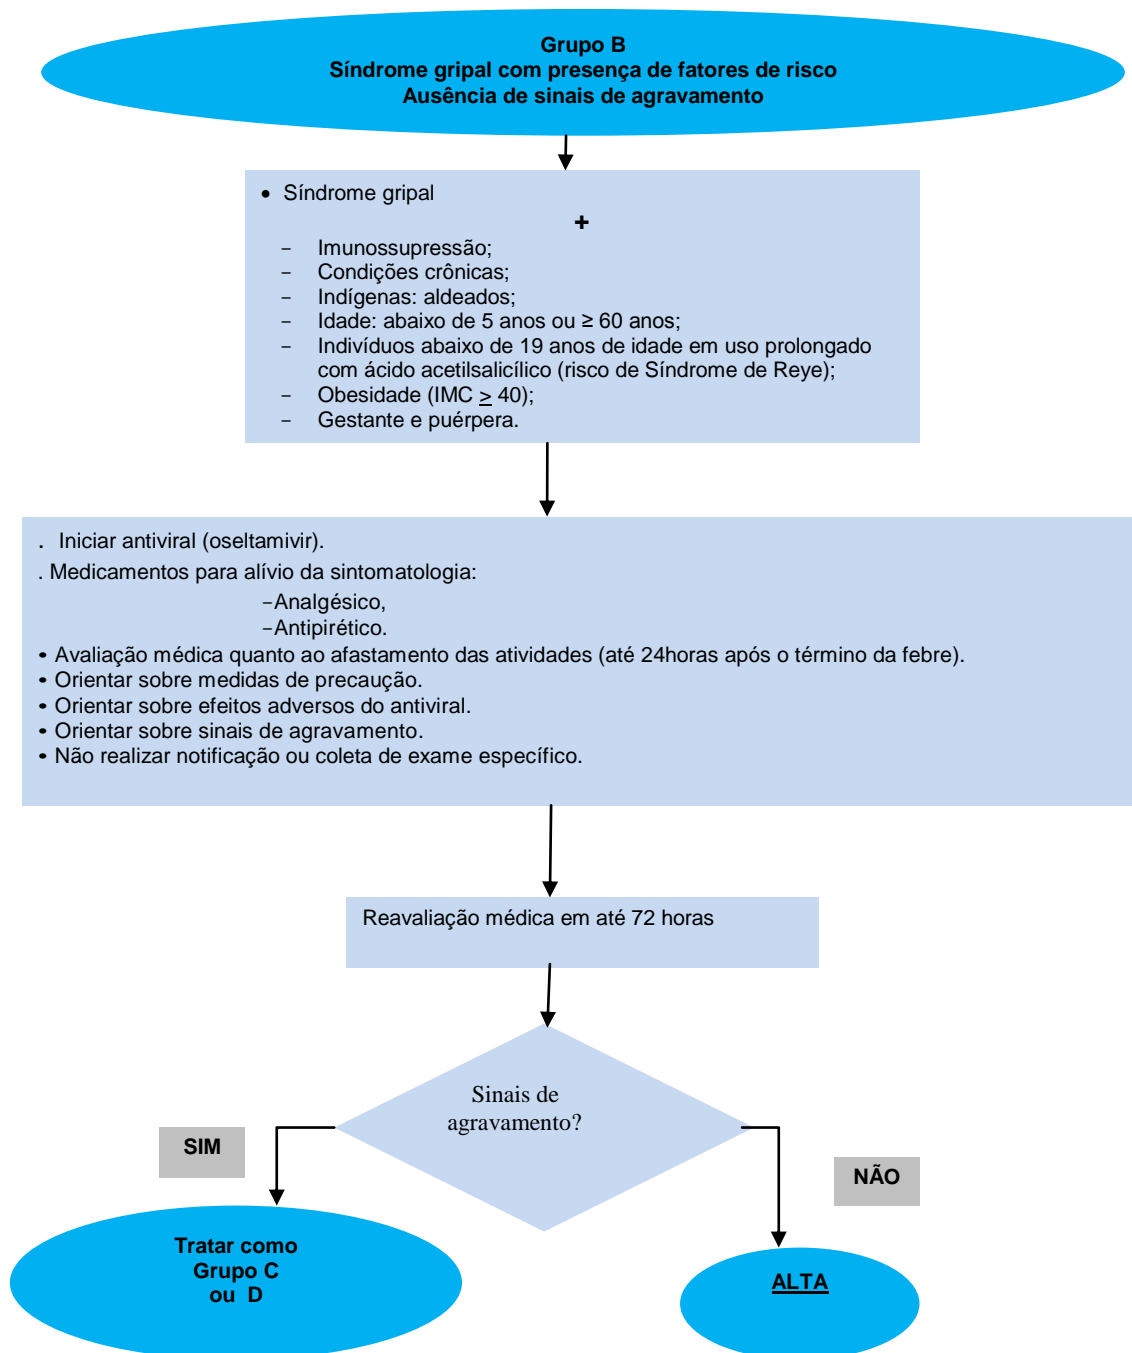 Grupo B
Síndrome gripal com presença de fatores de risco
Ausência de sinais de agravamento
• Síndrome gripal
+
– Imunossupressão;
– Condições crônicas;
– Indígenas: aldeados;
– Idade: abaixo de 5 anos ou ≥ 60 anos;
– Indivíduos abaixo de 19 anos de idade em uso prolongado
com ácido acetilsalicílico (risco de Síndrome de Reye);
– Obesidade (IMC ≥ 40);
– Gestante e puérpera.
. Iniciar antiviral (oseltamivir).
. Medicamentos para alívio da sintomatologia:
–Analgésico,
–Antipirético.
• Avaliação médica quanto ao afastamento das atividades (até 24horas após o término da febre).
• Orientar sobre medidas de precaução.
• Orientar sobre efeitos adversos do antiviral.
• Orientar sobre sinais de agravamento.
• Não realizar notificação ou coleta de exame específico.
Reavaliação médica em até 72 horas
Sinais de
agravamento?
SIM
NÃO
Tratar como
Grupo C
ou D
ALTA